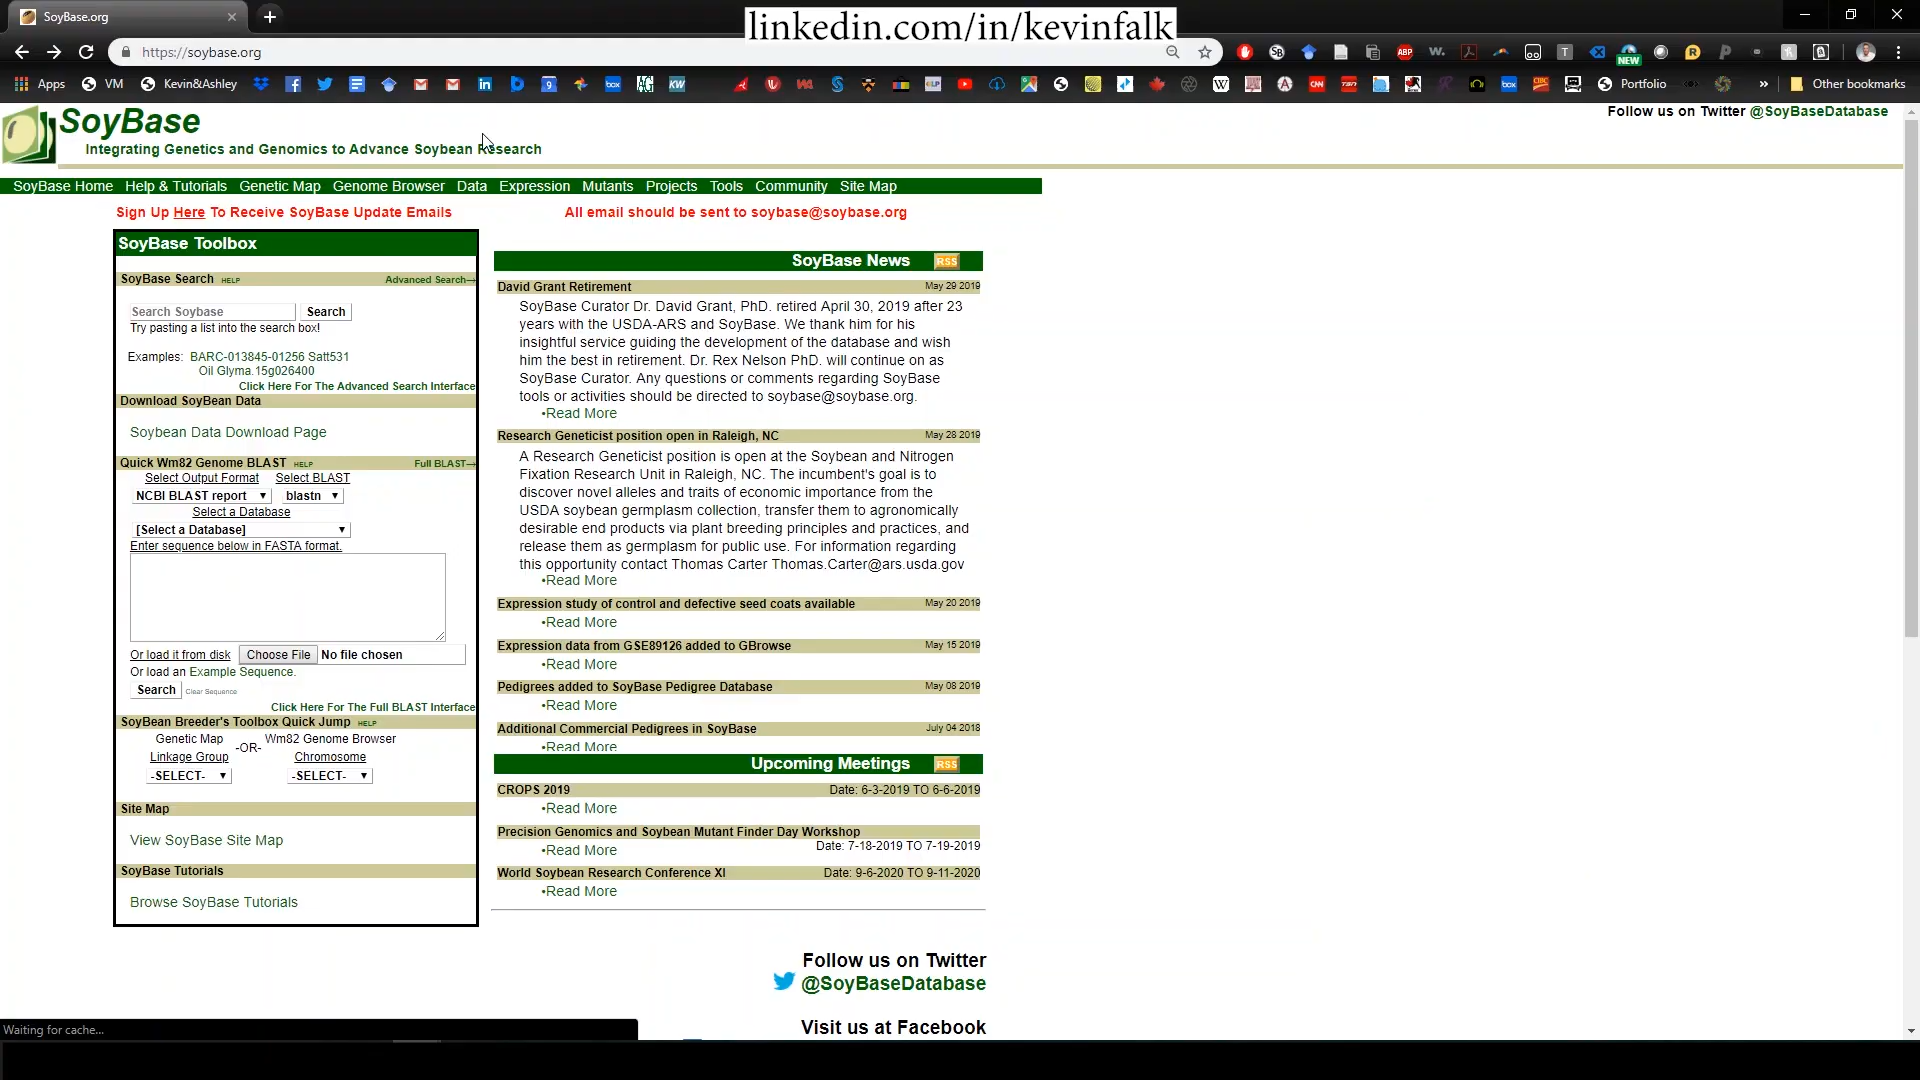 SoyBase.org
linkedin.com/in/kevinfalk
https://soybase.org
ABP
NEW
Apps
VM
Kevin&Ashley
box
KW
CNN
box
CBC
Portfolio
»
Other bookmarks
SoyBase
Integrating Genetics and Genomics to Advance Soybean Research
Follow us on Twitter @SoyBaseDatabase
SoyBase Home Help & Tutorials Genetic Map Genome Browser Data Expression Mutants Projects Tools Community Site Map
Sign Up Here To Receive SoyBase Update Emails
All email should be sent to soybase@soybase.org
SoyBase Toolbox
SoyBase Search HELP Advanced Search→
Search Soybase Search
Try pasting a list into the search box!
Examples: BARC-013845-01256 Satt531
Oil Glyma.15g026400
Click Here For The Advanced Search Interface
Download SoyBean Data
Soybean Data Download Page
Quick Wm82 Genome BLAST HELP Full BLAST→
Select Output Format Select BLAST
NCBI BLAST report blastn
Select a Database
[Select a Database]
Enter sequence below in FASTA format.
Or load it from disk Choose File No file chosen
Or load an Example Sequence.
Search Clear Sequence
Click Here For The Full BLAST Interface
SoyBean Breeder's Toolbox Quick Jump HELP
Genetic Map -OR- Wm82 Genome Browser
Linkage Group Chromosome
-SELECT- -SELECT-
Site Map
View SoyBase Site Map
SoyBase Tutorials
Browse SoyBase Tutorials
SoyBase News RSS
David Grant Retirement May 29 2019
SoyBase Curator Dr. David Grant, PhD. retired April 30, 2019 after 23
years with the USDA-ARS and SoyBase. We thank him for his
insightful service guiding the development of the database and wish
him the best in retirement. Dr. Rex Nelson PhD. will continue on as
SoyBase Curator. Any questions or comments regarding SoyBase
tools or activities should be directed to soybase@soybase.org.
•Read More
Research Geneticist position open in Raleigh, NC May 28 2019
A Research Geneticist position is open at the Soybean and Nitrogen
Fixation Research Unit in Raleigh, NC. The incumbent's goal is to
discover novel alleles and traits of economic importance from the
USDA soybean germplasm collection, transfer them to agronomically
desirable end products via plant breeding principles and practices, and
release them as germplasm for public use. For information regarding
this opportunity contact Thomas Carter Thomas.Carter@ars.usda.gov
•Read More
Expression study of control and defective seed coats available May 20 2019
•Read More
Expression data from GSE89126 added to GBrowse May 15 2019
•Read More
Pedigrees added to SoyBase Pedigree Database May 08 2019
•Read More
Additional Commercial Pedigrees in SoyBase July 04 2018
•Read More
Upcoming Meetings RSS
CROPS 2019 Date: 6-3-2019 TO 6-6-2019
•Read More
Precision Genomics and Soybean Mutant Finder Day Workshop
Date: 7-18-2019 TO 7-19-2019
•Read More
World Soybean Research Conference XI Date: 9-6-2020 TO 9-11-2020
•Read More
Follow us on Twitter
@SoyBaseDatabase
Visit us at Facebook
Waiting for cache...